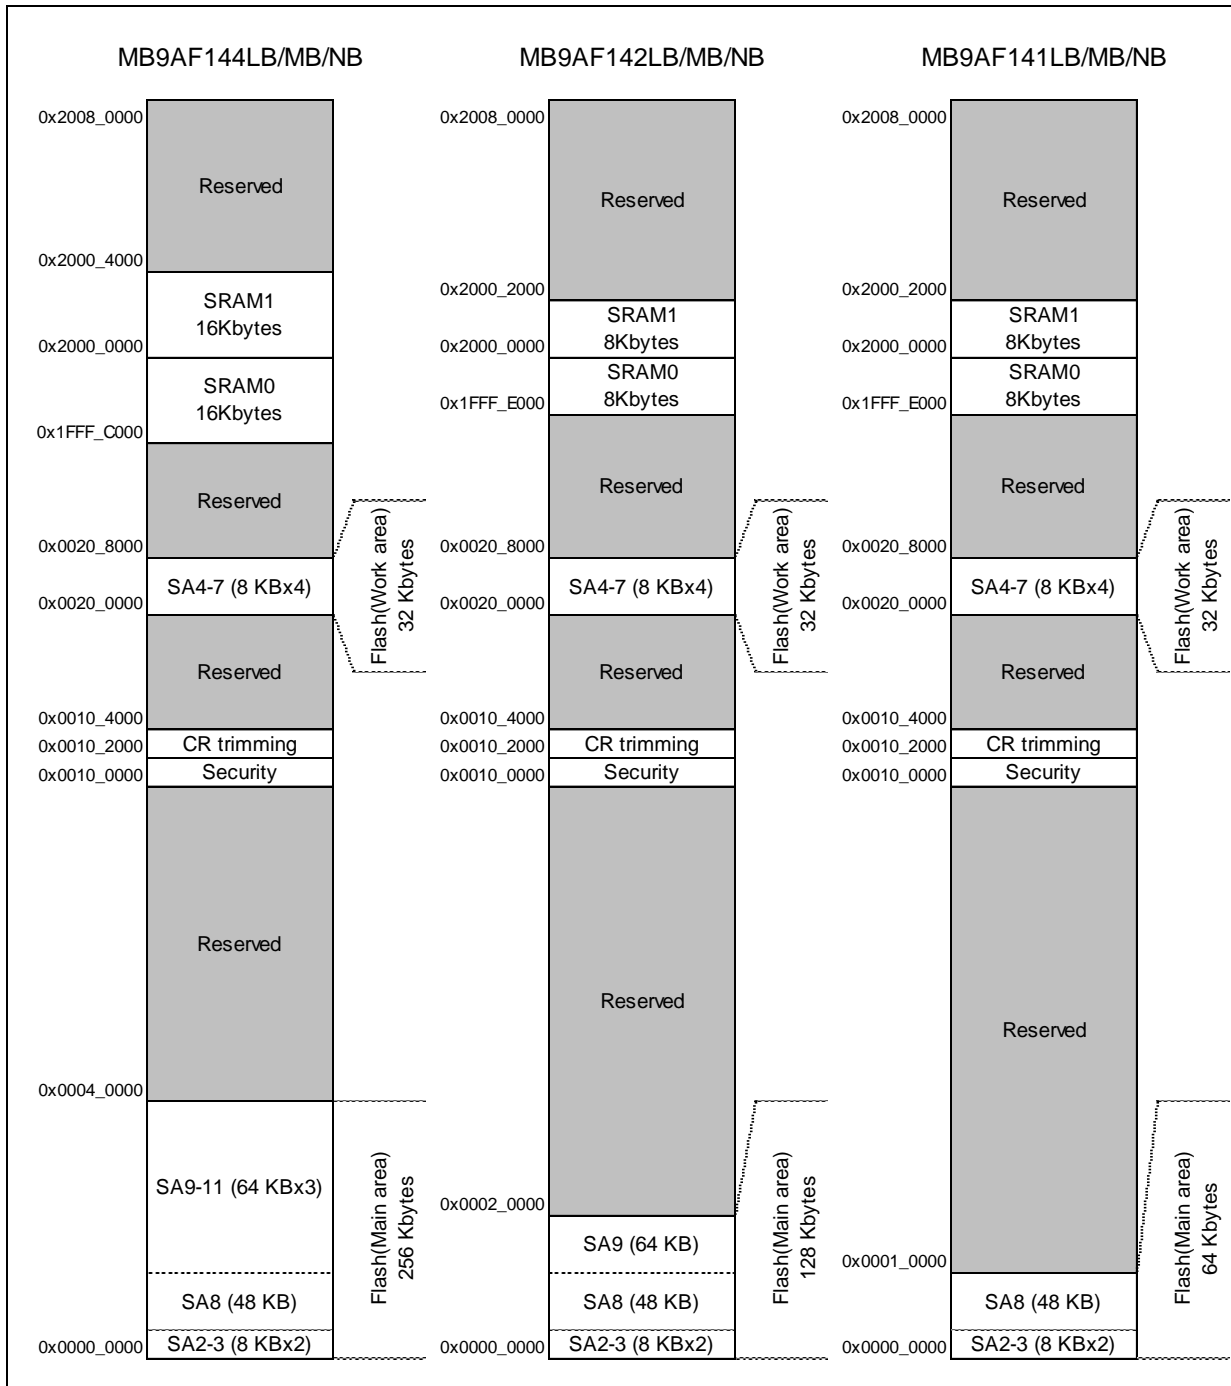 MB9AF144LB/MB/NB
0x2008_0000
Reserved
0x2000_4000
SRAM1
16Kbytes
0x2000_0000
SRAM0
16Kbytes
0x1FFF_C000
Reserved
0x0020_8000
SA4-7 (8 KBx4)
0x0020_0000
Flash(Work area)
32 Kbytes
Reserved
0x0010_4000
CR trimming
0x0010_2000
Security
0x0010_0000
Reserved
0x0004_0000
SA9-11 (64 KBx3)
SA8 (48 KB)
SA2-3 (8 KBx2)
0x0000_0000
Flash(Main area)
256 Kbytes
MB9AF142LB/MB/NB
0x2008_0000
Reserved
0x2000_2000
SRAM1
8Kbytes
0x2000_0000
SRAM0
8Kbytes
0x1FFF_E000
Reserved
0x0020_8000
SA4-7 (8 KBx4)
0x0020_0000
Flash(Work area)
32 Kbytes
Reserved
0x0010_4000
CR trimming
0x0010_2000
Security
0x0010_0000
Reserved
0x0002_0000
SA9 (64 KB)
SA8 (48 KB)
SA2-3 (8 KBx2)
0x0000_0000
Flash(Main area)
128 Kbytes
MB9AF141LB/MB/NB
0x2008_0000
Reserved
0x2000_2000
SRAM1
8Kbytes
0x2000_0000
SRAM0
8Kbytes
0x1FFF_E000
Reserved
0x0020_8000
SA4-7 (8 KBx4)
0x0020_0000
Flash(Work area)
32 Kbytes
Reserved
0x0010_4000
CR trimming
0x0010_2000
Security
0x0010_0000
Reserved
0x0001_0000
SA8 (48 KB)
SA2-3 (8 KBx2)
0x0000_0000
Flash(Main area)
64 Kbytes